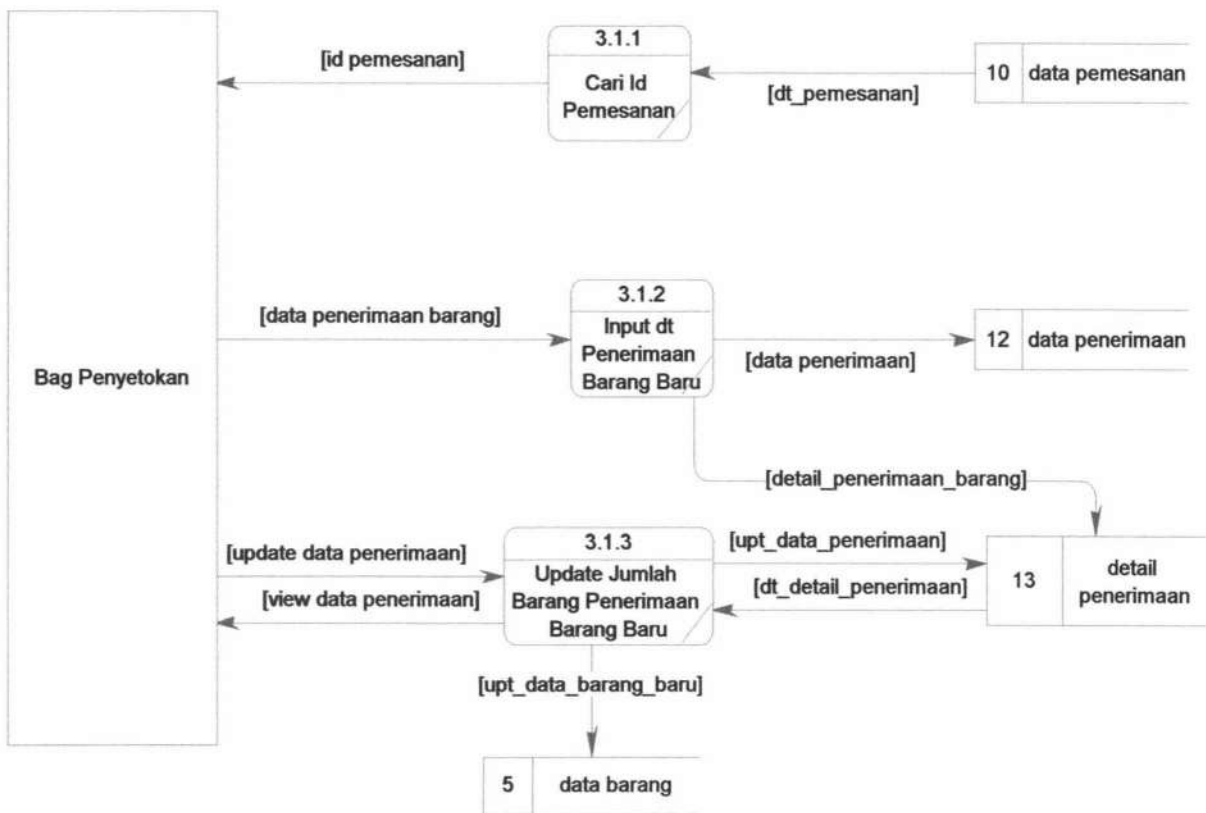 3.1.1
[id pemesanan]
Cari Id
Pemesanan
[dt_pemesanan]
10 data pemesanan
3.1.2
[data penerimaan barang]
Input dt
Penerimaan
Barang Baru
[data penerimaan]
12 data penerimaan
Bag Penyetokan
[detail_penerimaan_barang]
3.1.3
[update data penerimaan]
[view data penerimaan]
Update Jumlah
Barang Penerimaan
Barang Baru
[upt_data_penerimaan]
[dt_detail_penerimaan]
13
detail
penerimaan
[upt_data_barang_baru]
5 data barang